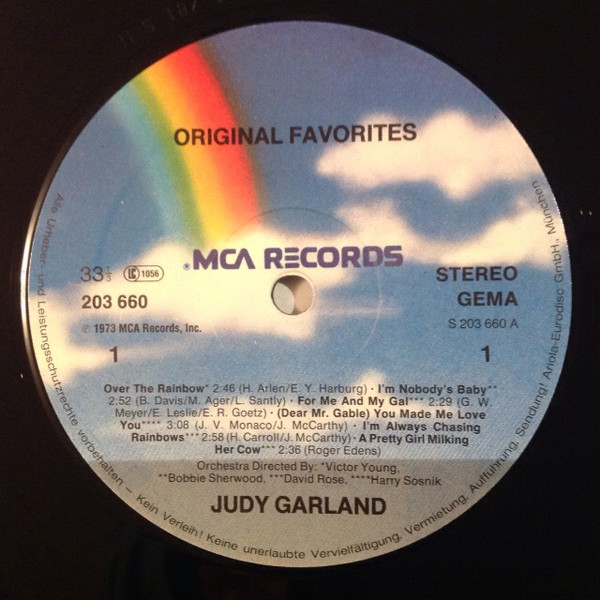 ORIGINAL FAVORITES
®MCA RECORDS
33⅓ LC 1056
STEREO
203 660
GEMA
℗ 1973 MCA Records, Inc.
S 203 660 A
1
1
Over The Rainbow* 2:46 (H. Arlen/E. Y. Harburg) · I'm Nobody's Baby**
2:52 (B. Davis/M. Ager/L. Santly) · For Me And My Gal*** 2:29 (G. W.
Meyer/E. Leslie/E. R. Goetz) · (Dear Mr. Gable) You Made Me Love
You**** 3:08 (J. V. Monaco/J. McCarthy) · I'm Always Chasing
Rainbows*** 2:58 (H. Carroll/J. McCarthy) · A Pretty Girl Milking
Her Cow*** 2:36 (Roger Edens)
Orchestra Directed By: *Victor Young,
**Bobbie Sherwood, ***David Rose, ****Harry Sosnik
JUDY GARLAND
Alle Urheber- und Leistungsschutzrechte vorbehalten – Kein Verleih! Keine unerlaubte Vervielfältigung, Vermietung, Aufführung, Sendung! Ariola-Eurodisc GmbH., München